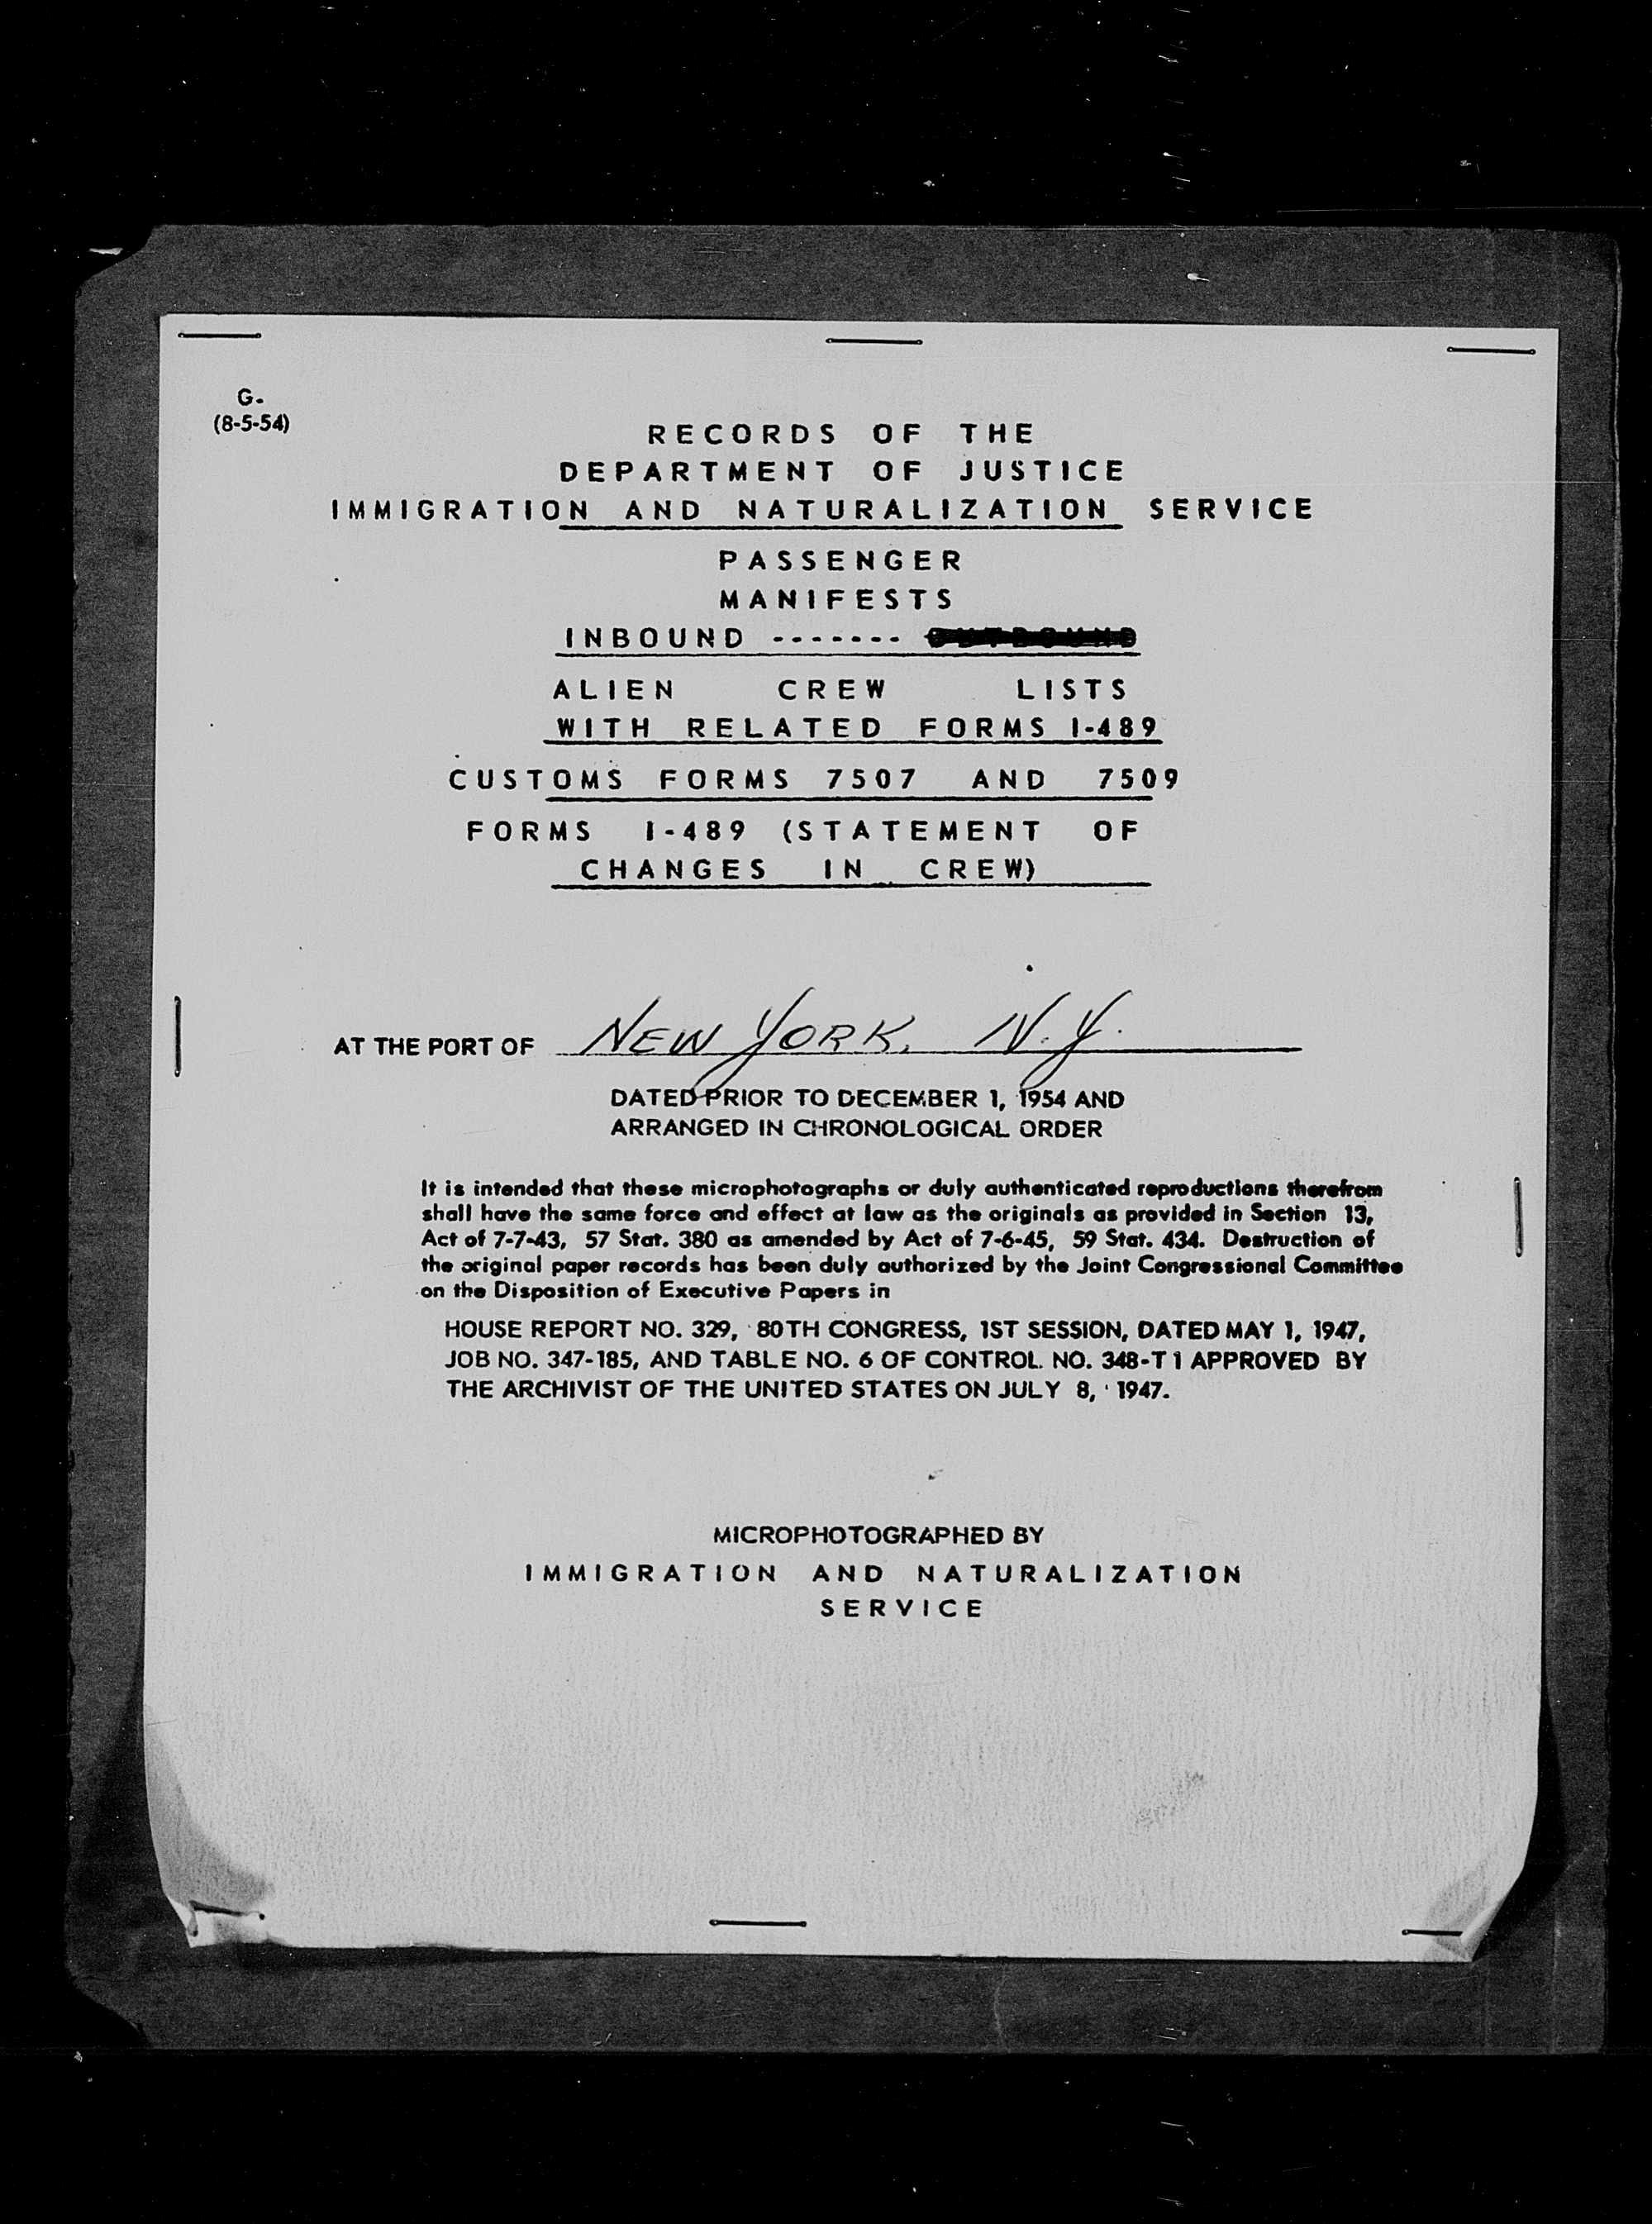 G-
(8-5-54)
RECORDS OF THE
DEPARTMENT OF JUSTICE
IMMIGRATION AND NATURALIZATION SERVICE
PASSENGER
MANIFESTS
INBOUND ------- OUTBOUND
ALIEN CREW LISTS
WITH RELATED FORMS I-489
CUSTOMS FORMS 7507 AND 7509
FORMS I-489 (STATEMENT OF
CHANGES IN CREW)
AT THE PORT OF NEW YORK, N.Y.
DATED PRIOR TO DECEMBER 1, 1954 AND
ARRANGED IN CHRONOLOGICAL ORDER
It is intended that these microphotographs or duly authenticated reproductions therefrom
shall have the same force and effect at law as the originals as provided in Section 13,
Act of 7-7-43, 57 Stat. 380 as amended by Act of 7-6-45, 59 Stat. 434. Destruction of
the original paper records has been duly authorized by the Joint Congressional Committee
on the Disposition of Executive Papers in
HOUSE REPORT NO. 329, 80TH CONGRESS, 1ST SESSION, DATED MAY 1, 1947,
JOB NO. 347-185, AND TABLE NO. 6 OF CONTROL NO. 348-T1 APPROVED BY
THE ARCHIVIST OF THE UNITED STATES ON JULY 8, 1947.
MICROPHOTOGRAPHED BY
IMMIGRATION AND NATURALIZATION
SERVICE